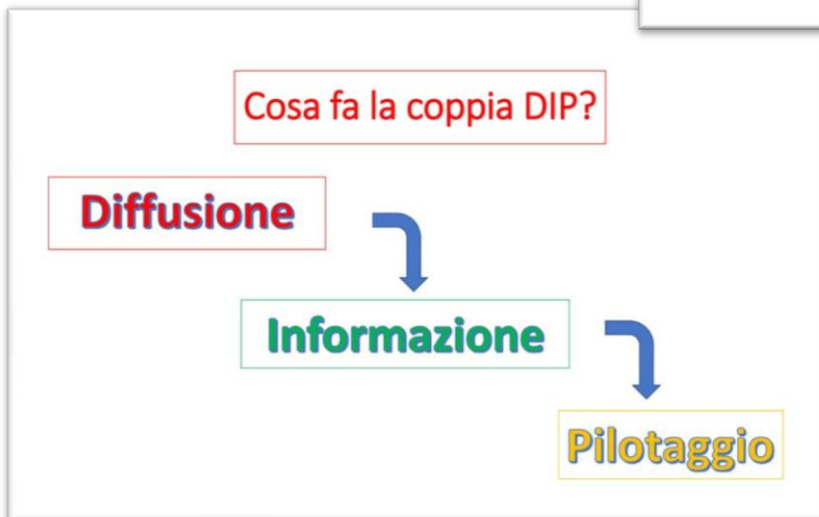 Cosa fa la coppia DIP?
Diffusione
Informazione
Pilotaggio